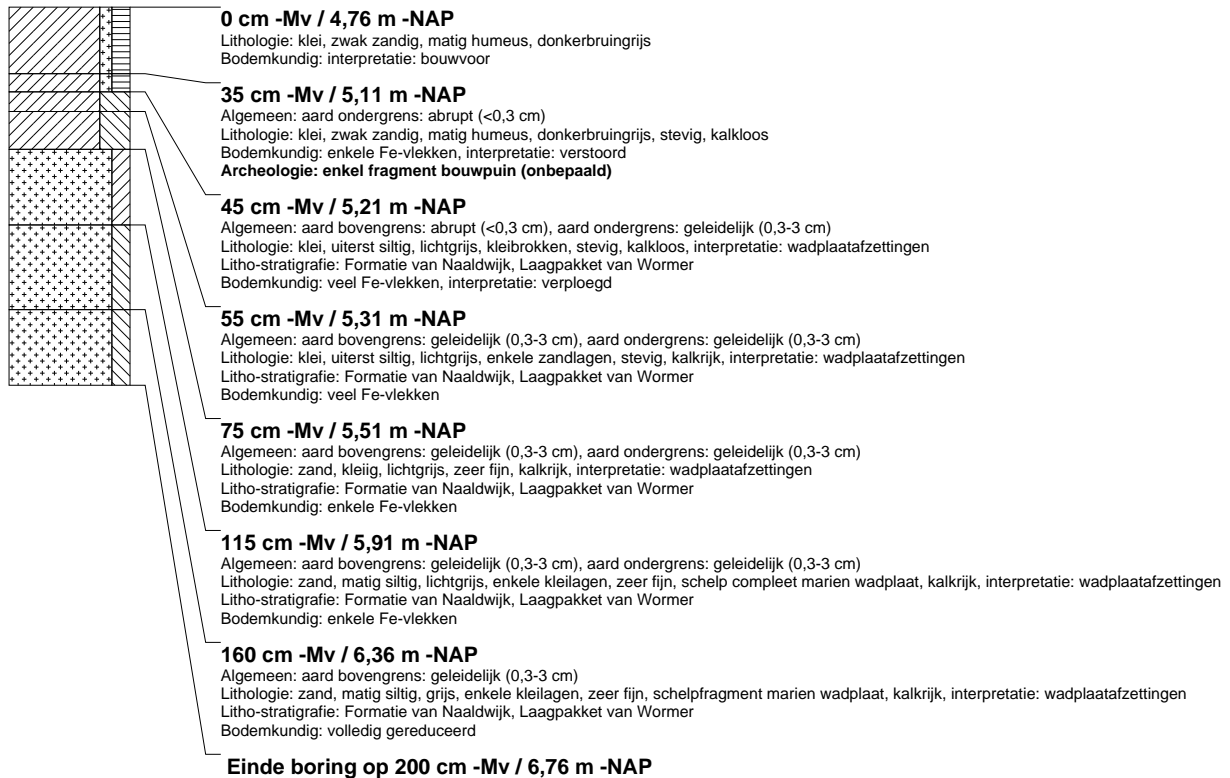 0 cm -Mv / 4,76 m -NAP
Lithologie: klei, zwak zandig, matig humeus, donkerbruingrijs
Bodemkundig: interpretatie: bouwvoor
35 cm -Mv / 5,11 m -NAP
Algemeen: aard ondergrens: abrupt (<0,3 cm)
Lithologie: klei, zwak zandig, matig humeus, donkerbruingrijs, stevig, kalkloos
Bodemkundig: enkele Fe-vlekken, interpretatie: verstoord
Archeologie: enkel fragment bouwpuin (onbepaald)
45 cm -Mv / 5,21 m -NAP
Algemeen: aard bovengrens: abrupt (<0,3 cm), aard ondergrens: geleidelijk (0,3-3 cm)
Lithologie: klei, uiterst siltig, lichtgrijs, kleibrokken, stevig, kalkloos, interpretatie: wadplaatafzettingen
Litho-stratigrafie: Formatie van Naaldwijk, Laagpakket van Wormer
Bodemkundig: veel Fe-vlekken, interpretatie: verploegd
55 cm -Mv / 5,31 m -NAP
Algemeen: aard bovengrens: geleidelijk (0,3-3 cm), aard ondergrens: geleidelijk (0,3-3 cm)
Lithologie: klei, uiterst siltig, lichtgrijs, enkele zandlagen, stevig, kalkrijk, interpretatie: wadplaatafzettingen
Litho-stratigrafie: Formatie van Naaldwijk, Laagpakket van Wormer
Bodemkundig: veel Fe-vlekken
75 cm -Mv / 5,51 m -NAP
Algemeen: aard bovengrens: geleidelijk (0,3-3 cm), aard ondergrens: geleidelijk (0,3-3 cm)
Lithologie: zand, kleiig, lichtgrijs, zeer fijn, kalkrijk, interpretatie: wadplaatafzettingen
Litho-stratigrafie: Formatie van Naaldwijk, Laagpakket van Wormer
Bodemkundig: enkele Fe-vlekken
115 cm -Mv / 5,91 m -NAP
Algemeen: aard bovengrens: geleidelijk (0,3-3 cm), aard ondergrens: geleidelijk (0,3-3 cm)
Lithologie: zand, matig siltig, lichtgrijs, enkele kleilagen, zeer fijn, schelp compleet marien wadplaat, kalkrijk, interpretatie: wadplaatafzettingen
Litho-stratigrafie: Formatie van Naaldwijk, Laagpakket van Wormer
Bodemkundig: enkele Fe-vlekken
160 cm -Mv / 6,36 m -NAP
Algemeen: aard bovengrens: geleidelijk (0,3-3 cm)
Lithologie: zand, matig siltig, grijs, enkele kleilagen, zeer fijn, schelpfragment marien wadplaat, kalkrijk, interpretatie: wadplaatafzettingen
Litho-stratigrafie: Formatie van Naaldwijk, Laagpakket van Wormer
Bodemkundig: volledig gereduceerd
Einde boring op 200 cm -Mv / 6,76 m -NAP